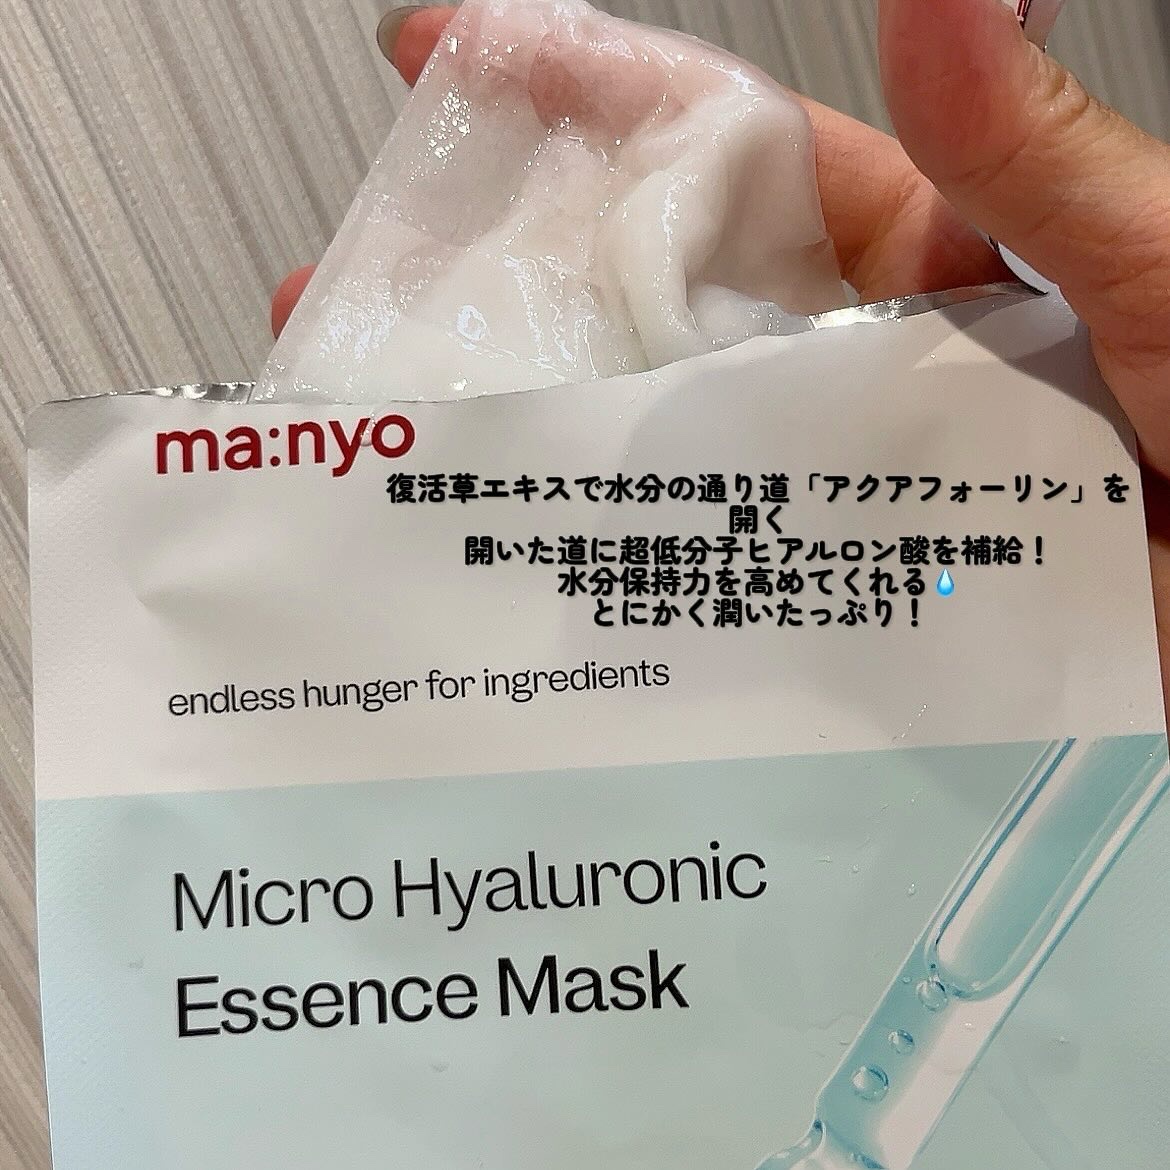 ma:nyo
復活草エキスで水分の通り道「アクアフォーリン」を
開く
開いた道に超低分子ヒアルロン酸を補給！
水分保持力を高めてくれる💧
とにかく潤いたっぷり！
endless hunger for ingredients
Micro Hyaluronic
Essence Mask